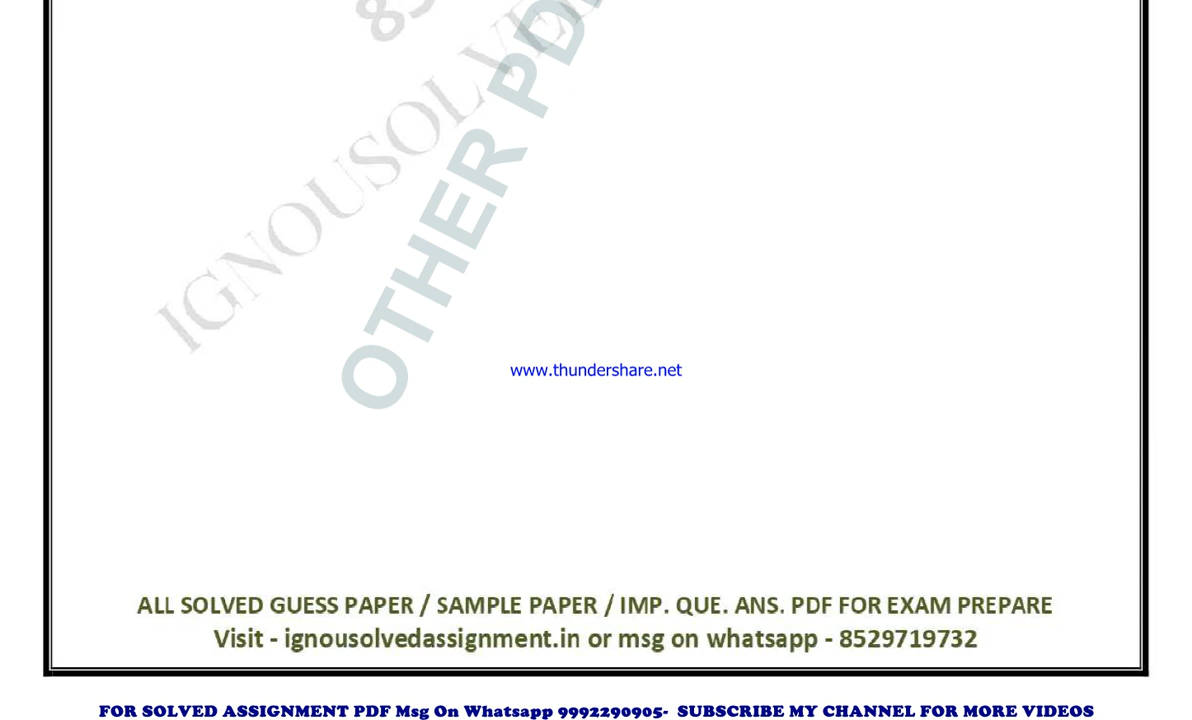 85
IGNOUSOLVE
OTHER PDF
www.thundershare.net
ALL SOLVED GUESS PAPER / SAMPLE PAPER / IMP. QUE. ANS. PDF FOR EXAM PREPARE
Visit - ignousolvedassignment.in or msg on whatsapp - 8529719732
FOR SOLVED ASSIGNMENT PDF Msg On Whatsapp 9992290905- SUBSCRIBE MY CHANNEL FOR MORE VIDEOS